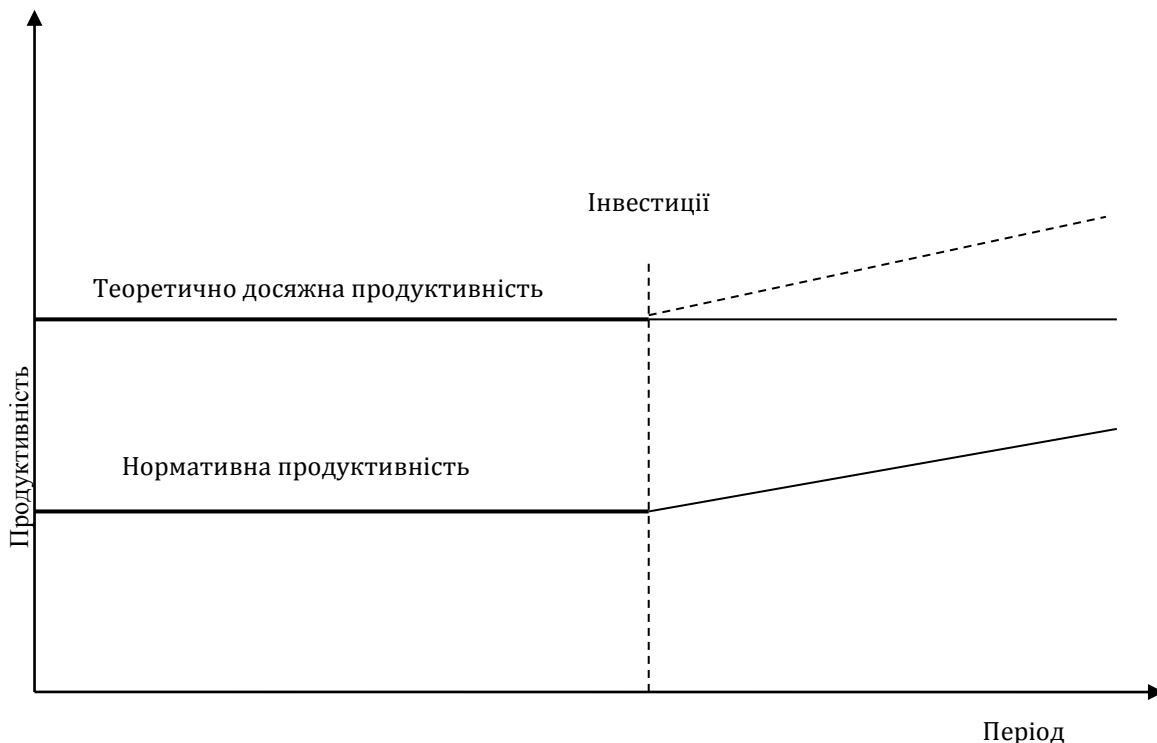 Інвестиції
Теоретично досяжна продуктивність
Продуктивність
Нормативна продуктивність
Період